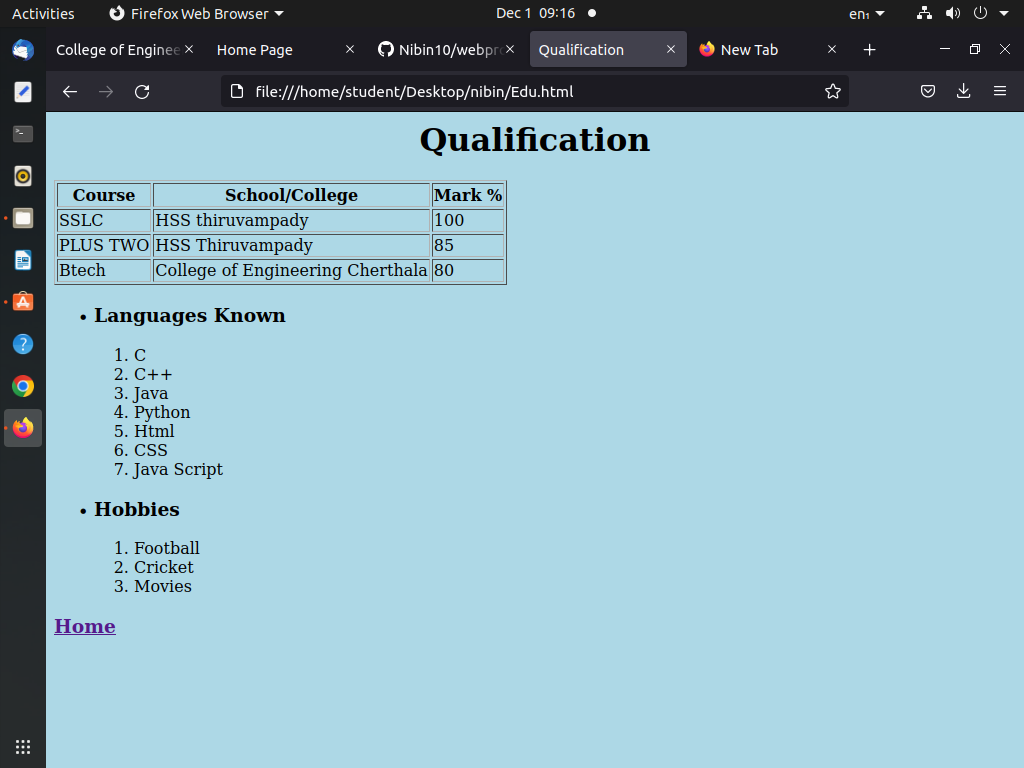 Activities Firefox Web Browser Dec 1 09:16 en₁
College of Enginee Home Page Nibin10/webpro Qualification New Tab
file:///home/student/Desktop/nibin/Edu.html
Qualification
Course School/College Mark %
SSLC HSS thiruvampady 100
PLUS TWO HSS Thiruvampady 85
Btech College of Engineering Cherthala 80
• Languages Known
1. C
2. C++
3. Java
4. Python
5. Html
6. CSS
7. Java Script
• Hobbies
1. Football
2. Cricket
3. Movies
Home